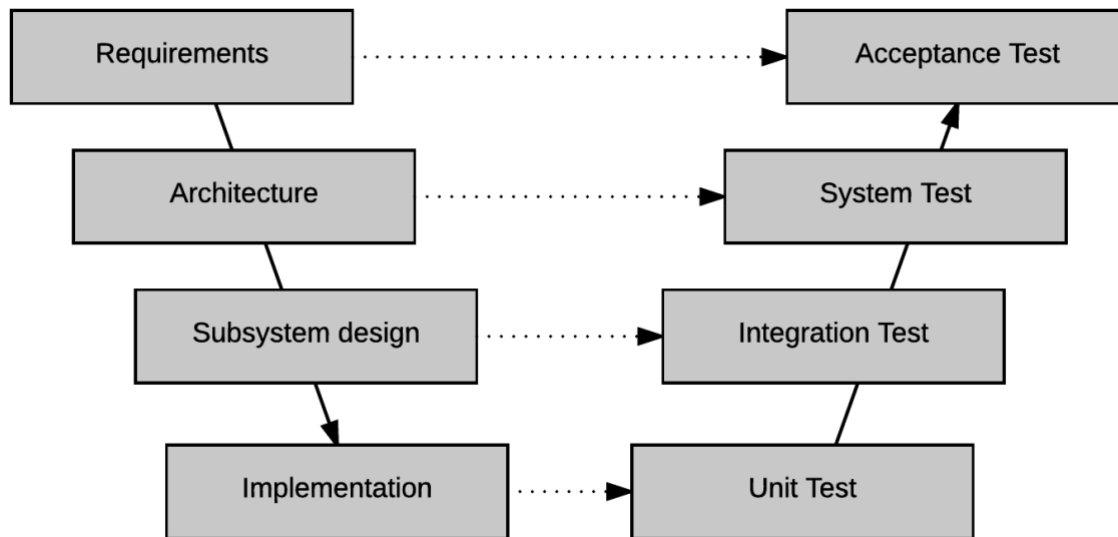 Requirements
Acceptance Test
Architecture
System Test
Subsystem design
Integration Test
Implementation
Unit Test